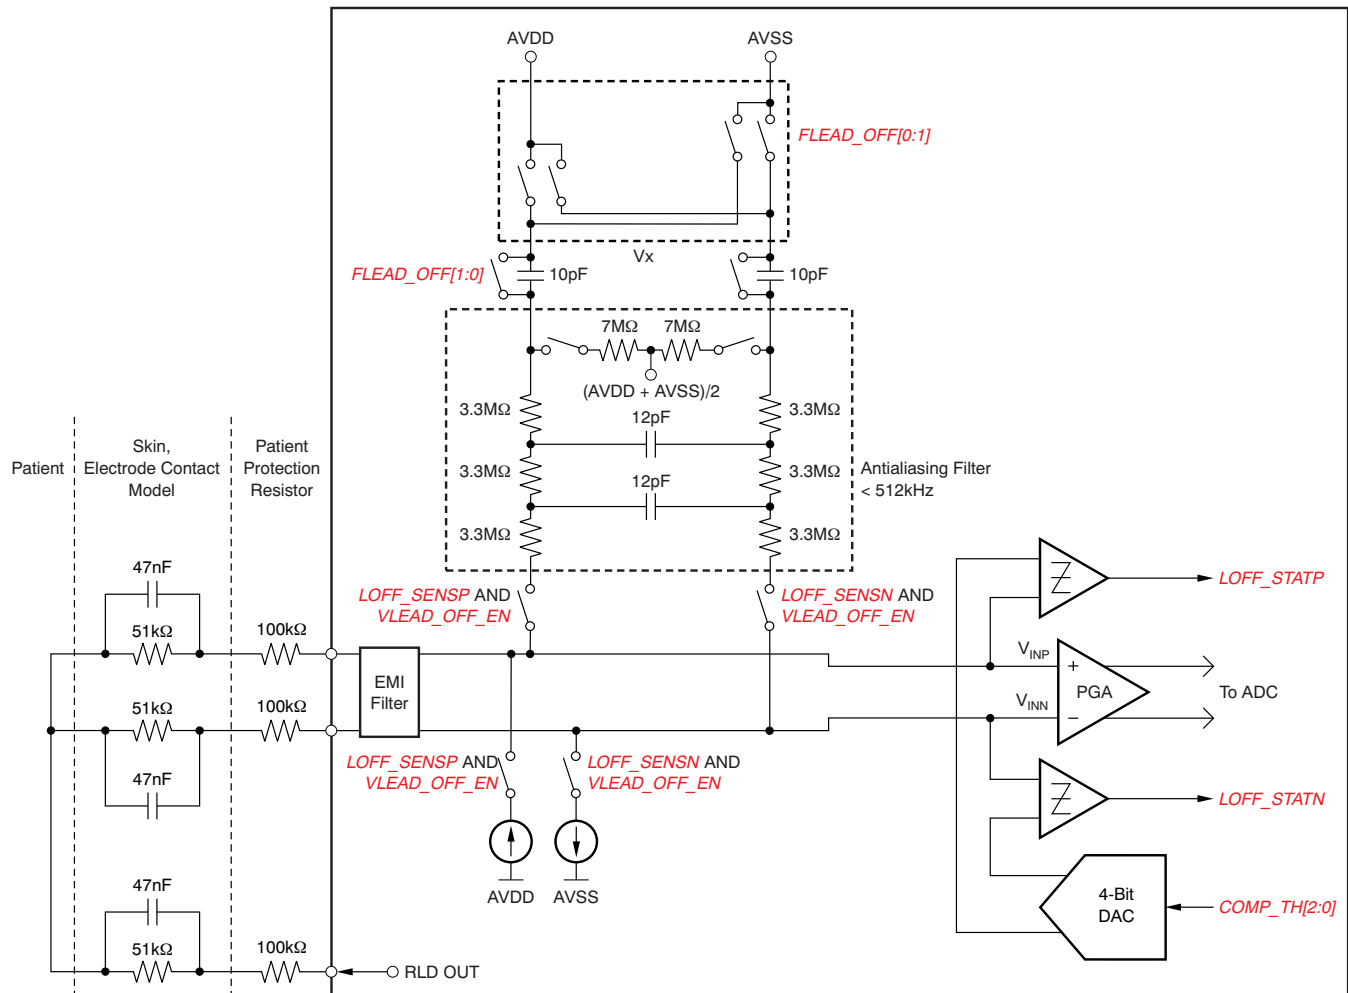 AVDD
AVSS
FLEAD_OFF[0:1]
Vx
FLEAD_OFF[1:0]
10pF
10pF
7MΩ
7MΩ
(AVDD + AVSS)/2
3.3MΩ
3.3MΩ
12pF
3.3MΩ
3.3MΩ
12pF
3.3MΩ
3.3MΩ
Antialiasing Filter
< 512kHz
Patient
Skin,
Electrode Contact
Model
Patient
Protection
Resistor
47nF
51kΩ
100kΩ
51kΩ
100kΩ
47nF
47nF
51kΩ
100kΩ
RLD OUT
EMI
Filter
LOFF_SENSP AND
VLEAD_OFF_EN
LOFF_SENSN AND
VLEAD_OFF_EN
LOFF_SENSP AND
VLEAD_OFF_EN
LOFF_SENSN AND
VLEAD_OFF_EN
AVDD
AVSS
LOFF_STATP
VINP
+
PGA
To ADC
VINN
−
LOFF_STATN
4-Bit
DAC
COMP_TH[2:0]